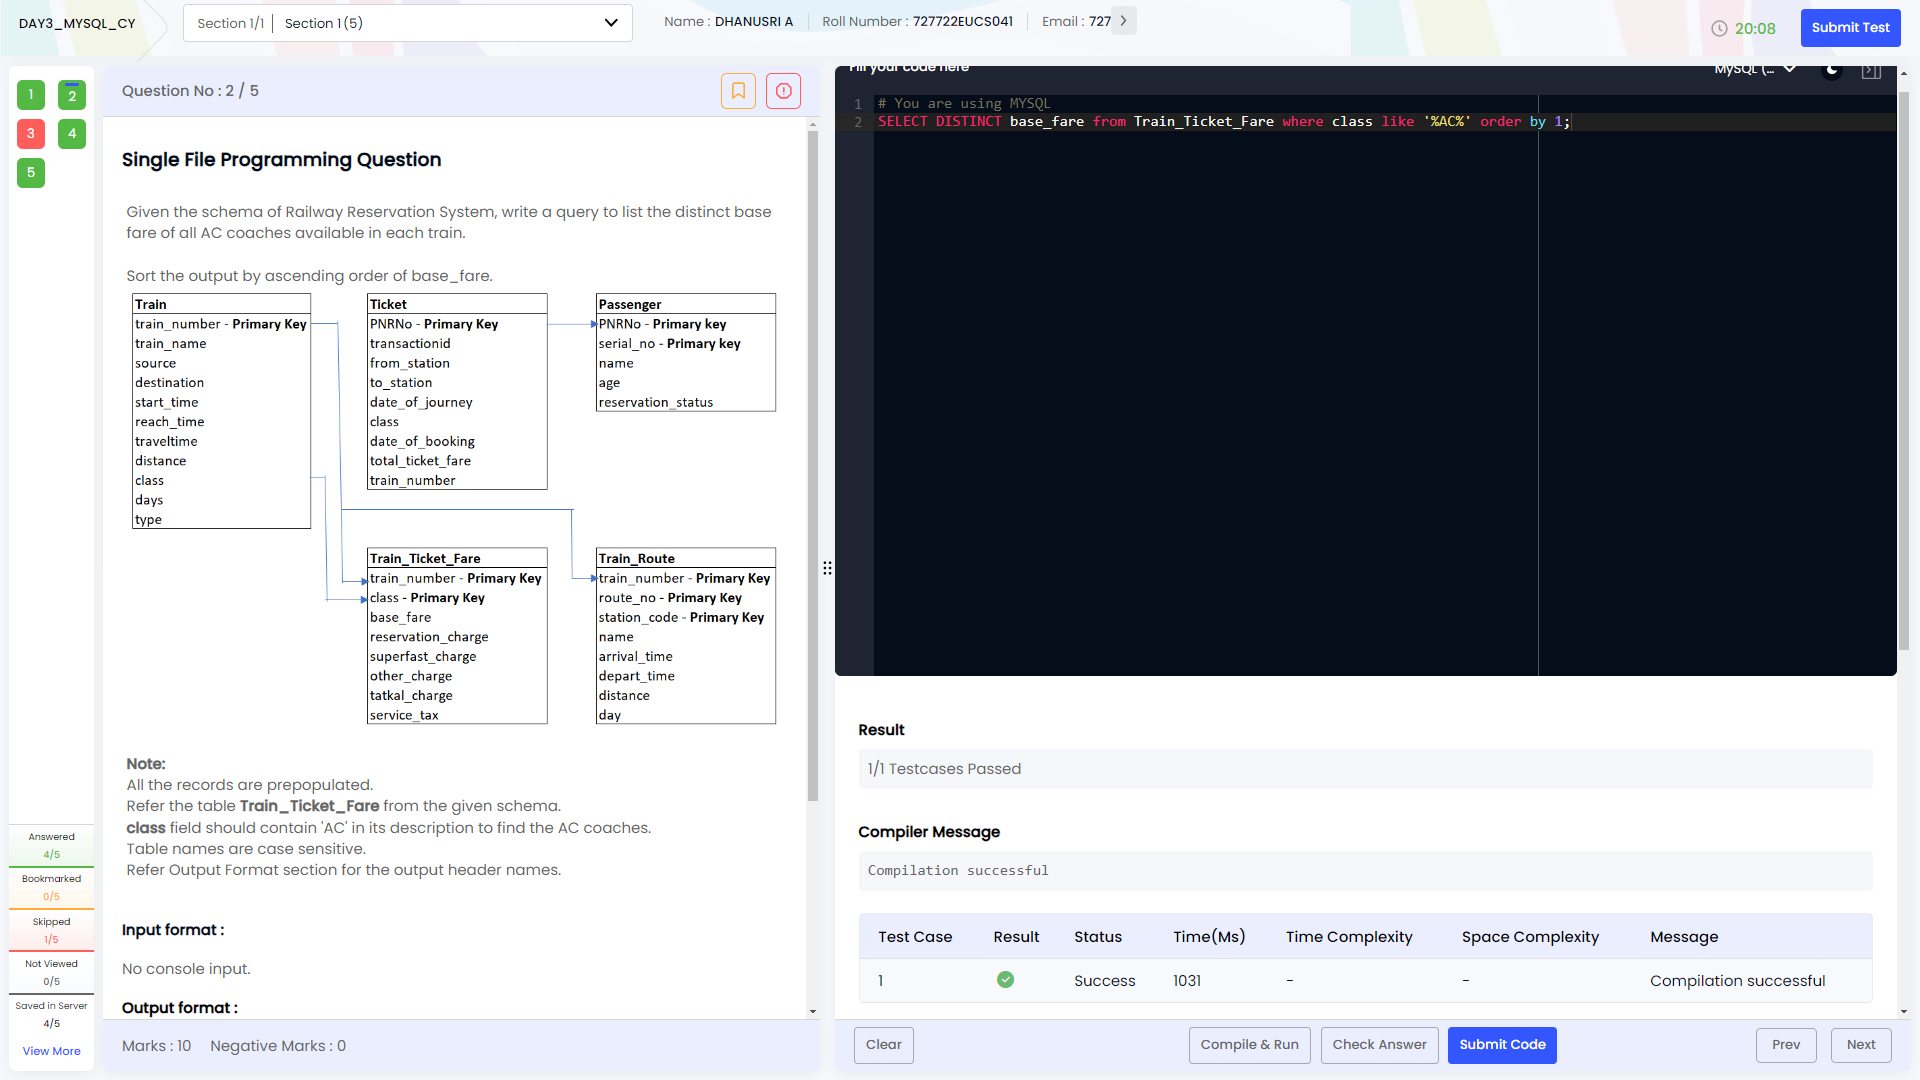 DAY3_MYSQL_CY
Section 1/1 Section 1 (5)
Name : DHANUSRI A
Roll Number : 727722EUCS041
Email : 727
20:08
Submit Test
1
2
3
4
5
Question No : 2 / 5
Single File Programming Question
Given the schema of Railway Reservation System, write a query to list the distinct base
fare of all AC coaches available in each train.
Sort the output by ascending order of base_fare.
Train
train_number - Primary Key
train_name
source
destination
start_time
reach_time
traveltime
distance
class
days
type
Ticket
PNRNo - Primary Key
transactionid
from_station
to_station
date_of_journey
class
date_of_booking
total_ticket_fare
train_number
Passenger
PNRNo - Primary key
serial_no - Primary key
name
age
reservation_status
Train_Ticket_Fare
train_number - Primary Key
class - Primary Key
base_fare
reservation_charge
superfast_charge
other_charge
tatkal_charge
service_tax
Train_Route
train_number - Primary Key
route_no - Primary Key
station_code - Primary Key
name
arrival_time
depart_time
distance
day
Note:
All the records are prepopulated.
Refer the table Train_Ticket_Fare from the given schema.
class field should contain 'AC' in its description to find the AC coaches.
Table names are case sensitive.
Refer Output Format section for the output header names.
Input format :
No console input.
Output format :
Marks : 10 Negative Marks : 0
Answered
4/5
Bookmarked
0/5
Skipped
1/5
Not Viewed
0/5
Saved in Server
4/5
View More
Fill your code here
MySQL (...
1 # You are using MYSQL
2 SELECT DISTINCT base_fare from Train_Ticket_Fare where class like '%AC%' order by 1;
Result
1/1 Testcases Passed
Compiler Message
Compilation successful
Test Case Result Status Time(Ms) Time Complexity Space Complexity Message
1 Success 1031 - - Compilation successful
Clear
Compile & Run
Check Answer
Submit Code
Prev
Next